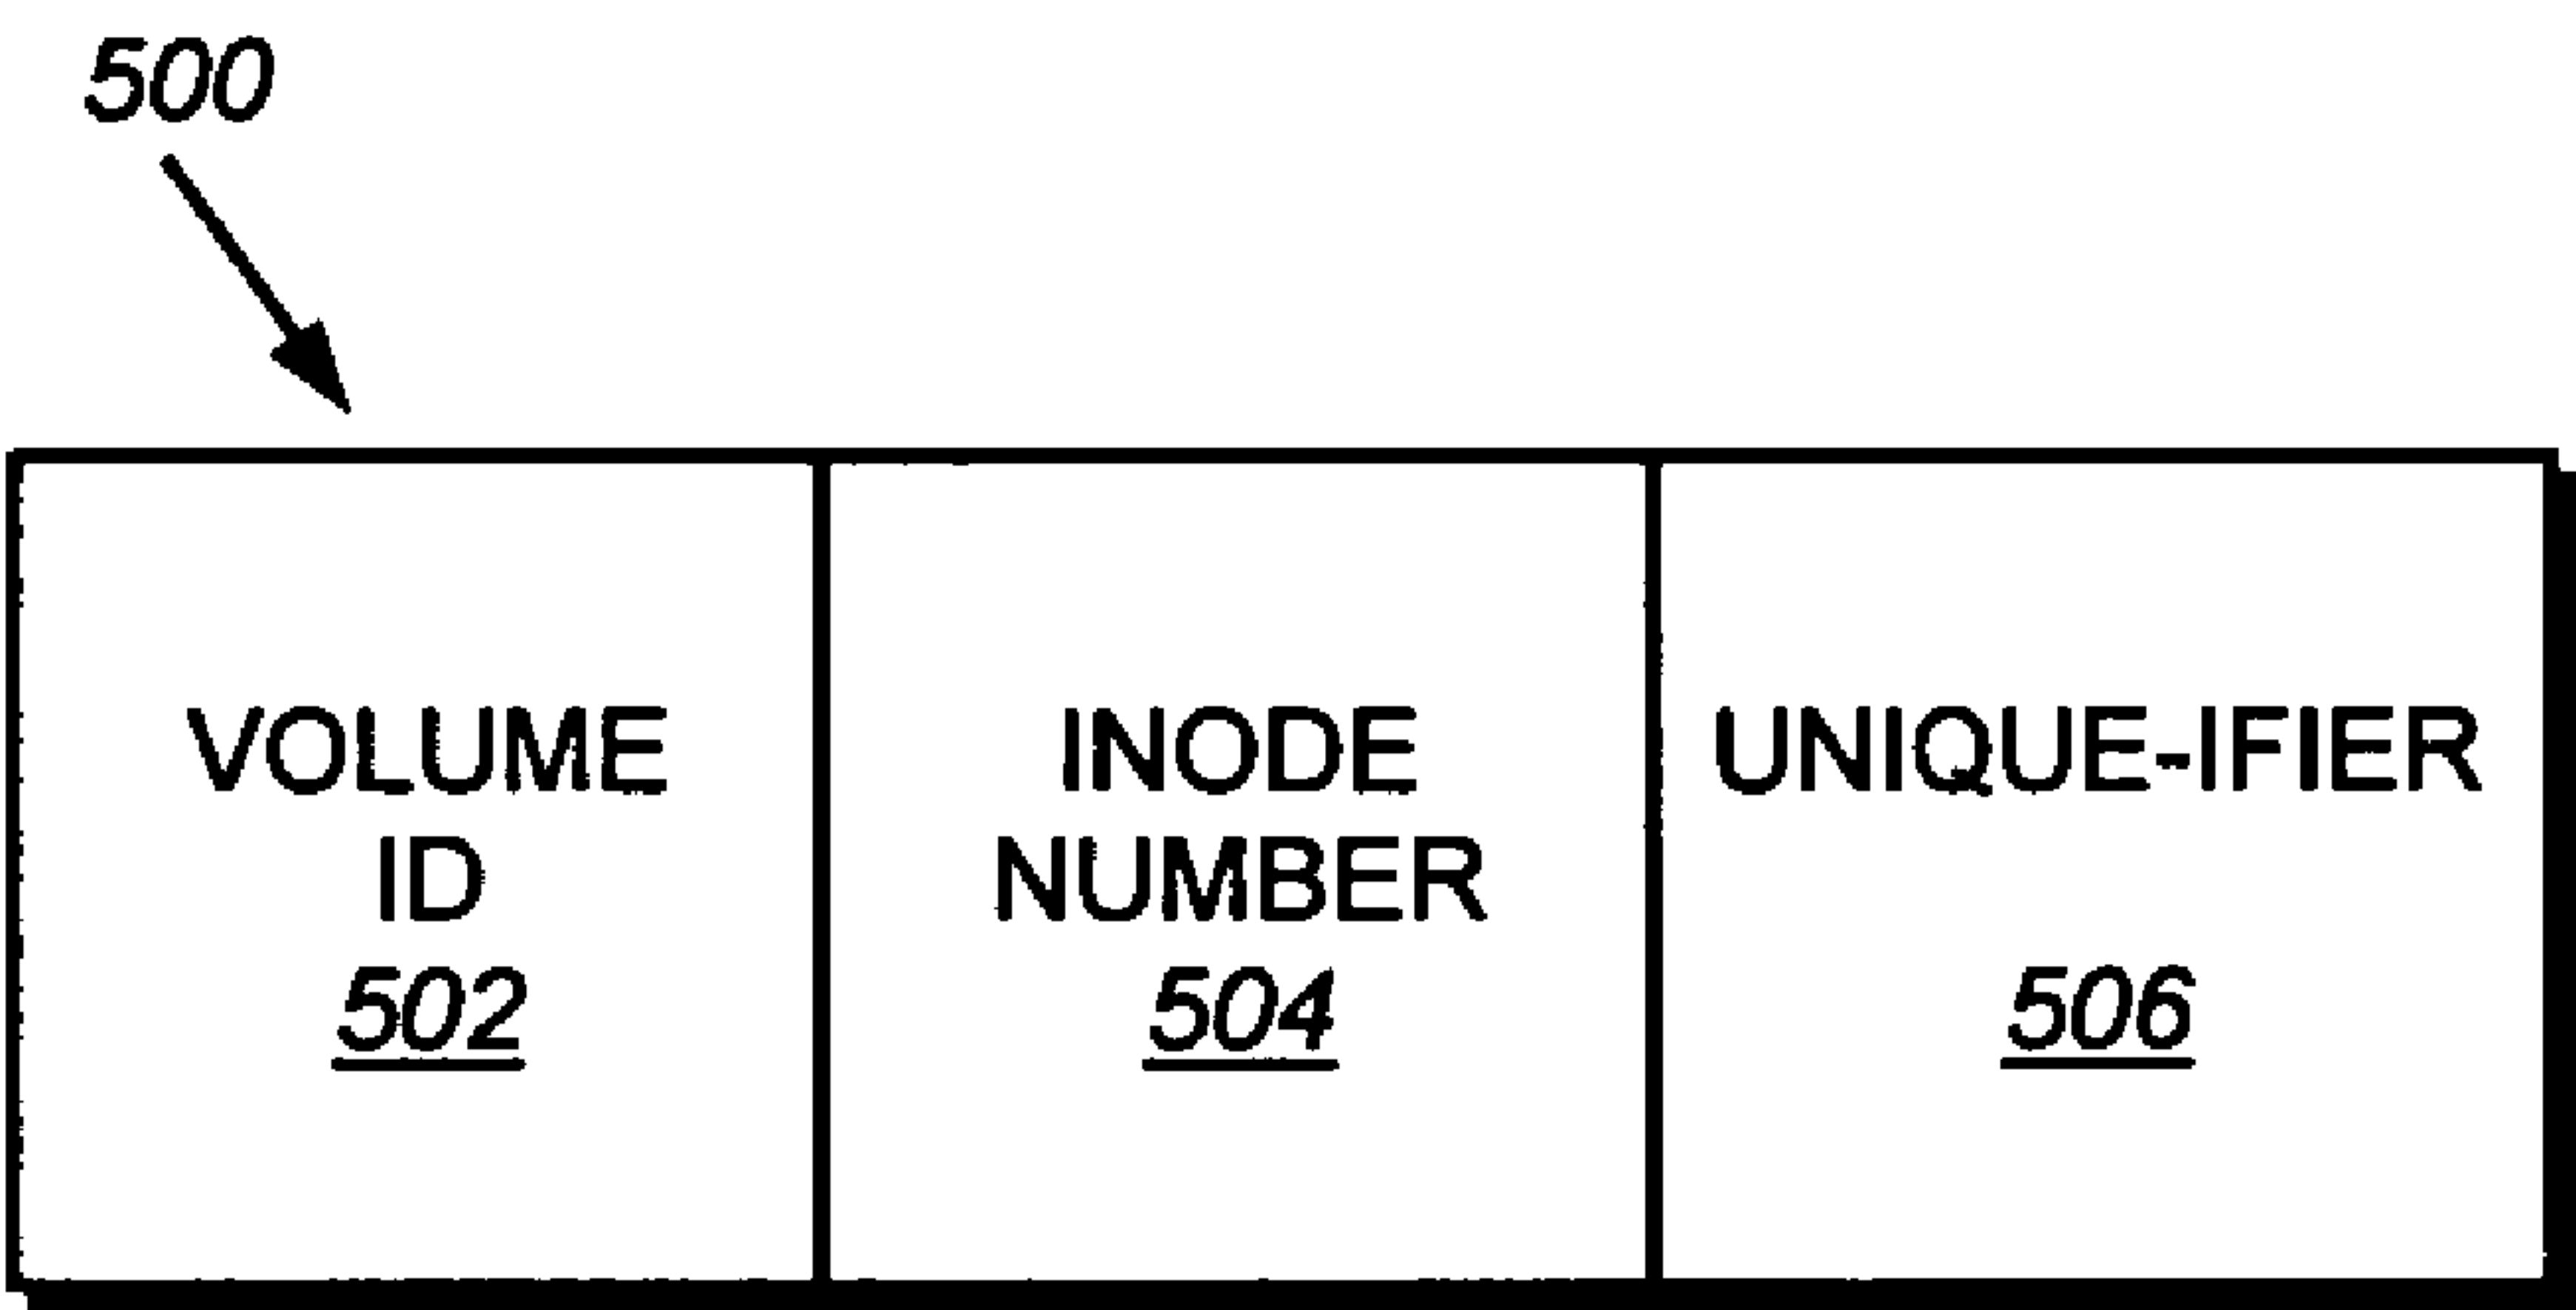 500
VOLUME
ID
502
INODE
NUMBER
504
UNIQUE-IFIER
506